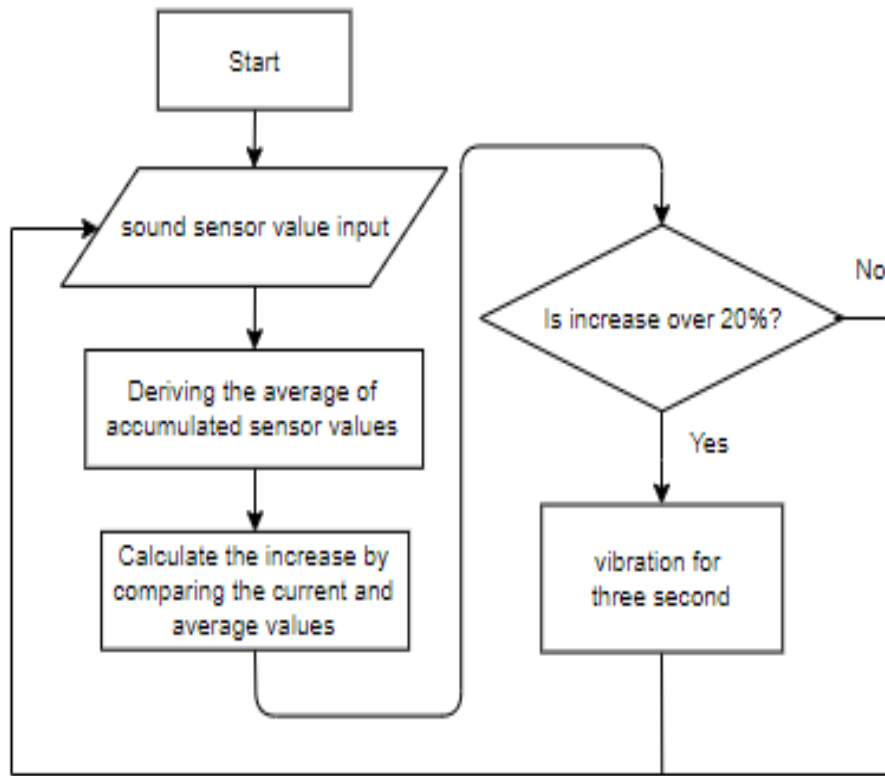 Start
sound sensor value input
Deriving the average of
accumulated sensor values
Calculate the increase by
comparing the current and
average values
Is increase over 20%?
No
Yes
vibration for
three second